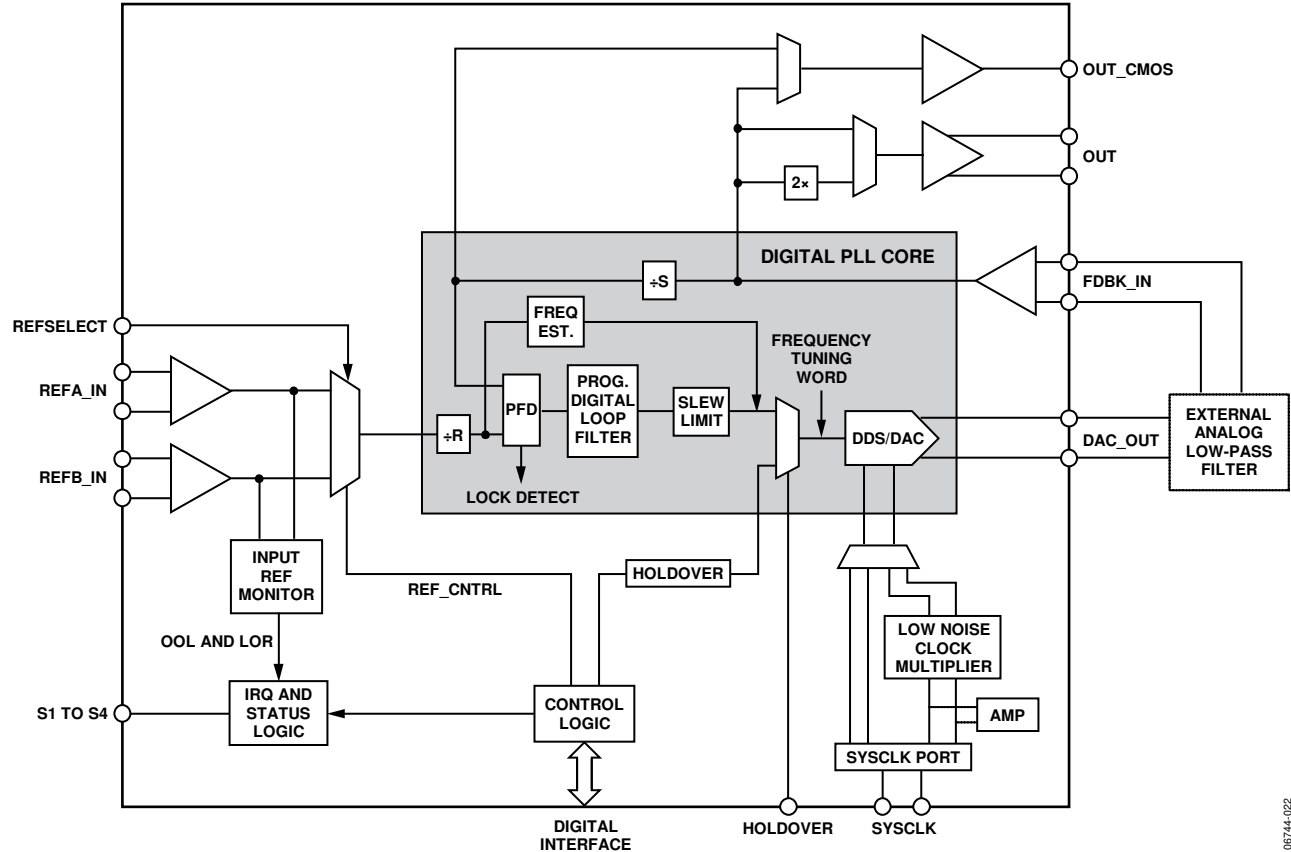 OUT_CMOS
OUT
2×
DIGITAL PLL CORE
÷S
FDBK_IN
REFSELECT
FREQ
EST.
FREQUENCY
TUNING
WORD
REFA_IN
PFD
PROG.
DIGITAL
LOOP
FILTER
SLEW
LIMIT
÷R
DDS/DAC
DAC_OUT
EXTERNAL
ANALOG
LOW-PASS
FILTER
REFB_IN
LOCK DETECT
INPUT
REF
MONITOR
REF_CNTRL
HOLDOVER
OOL AND LOR
LOW NOISE
CLOCK
MULTIPLIER
S1 TO S4
IRQ AND
STATUS
LOGIC
CONTROL
LOGIC
AMP
SYSCLK PORT
DIGITAL
INTERFACE
HOLDOVER
SYSCLK
06744-022